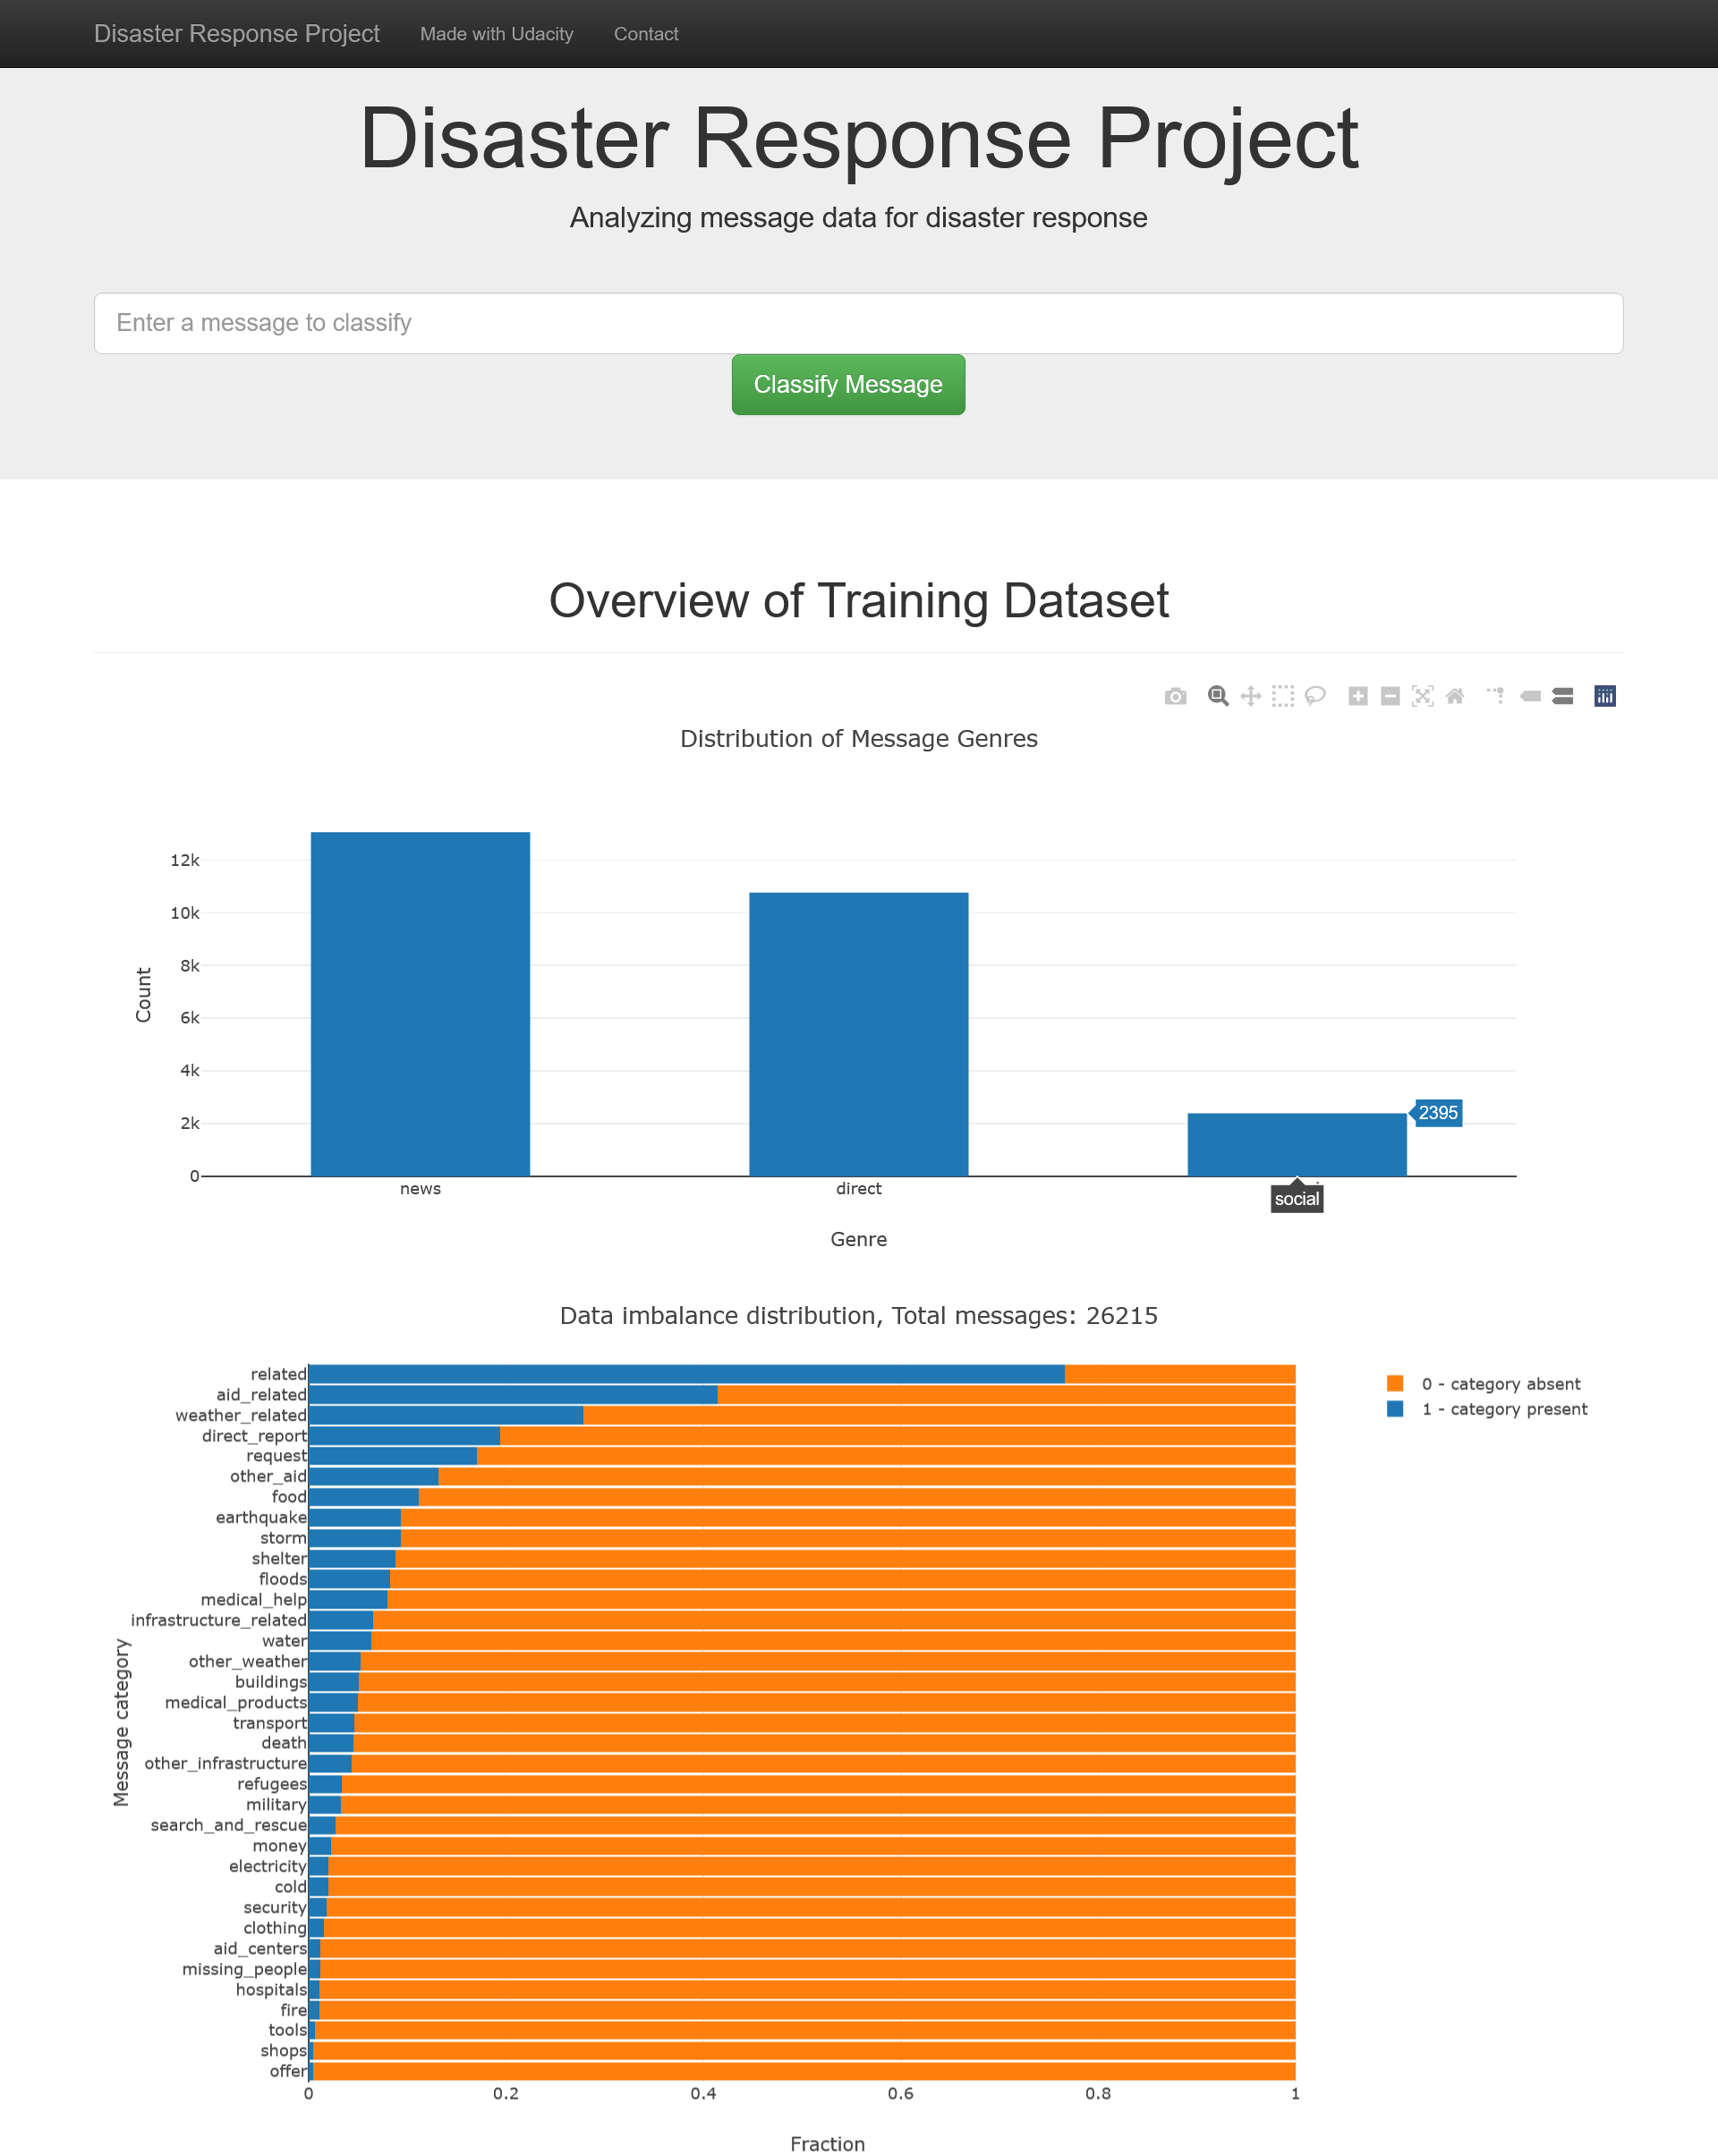 Disaster Response Project Made with Udacity Contact
Disaster Response Project
Analyzing message data for disaster response
Enter a message to classify
Classify Message
Overview of Training Dataset
Distribution of Message Genres
12k
10k
8k
6k
4k
2k
0
Count
2395
news direct social
Genre
Data imbalance distribution, Total messages: 26215
related
aid_related
weather_related
direct_report
request
other_aid
food
earthquake
storm
shelter
floods
medical_help
infrastructure_related
water
other_weather
buildings
medical_products
transport
death
other_infrastructure
refugees
military
search_and_rescue
money
electricity
cold
security
clothing
aid_centers
missing_people
hospitals
fire
tools
shops
offer
Message category
0 - category absent
1 - category present
0 0.2 0.4 0.6 0.8 1
Fraction